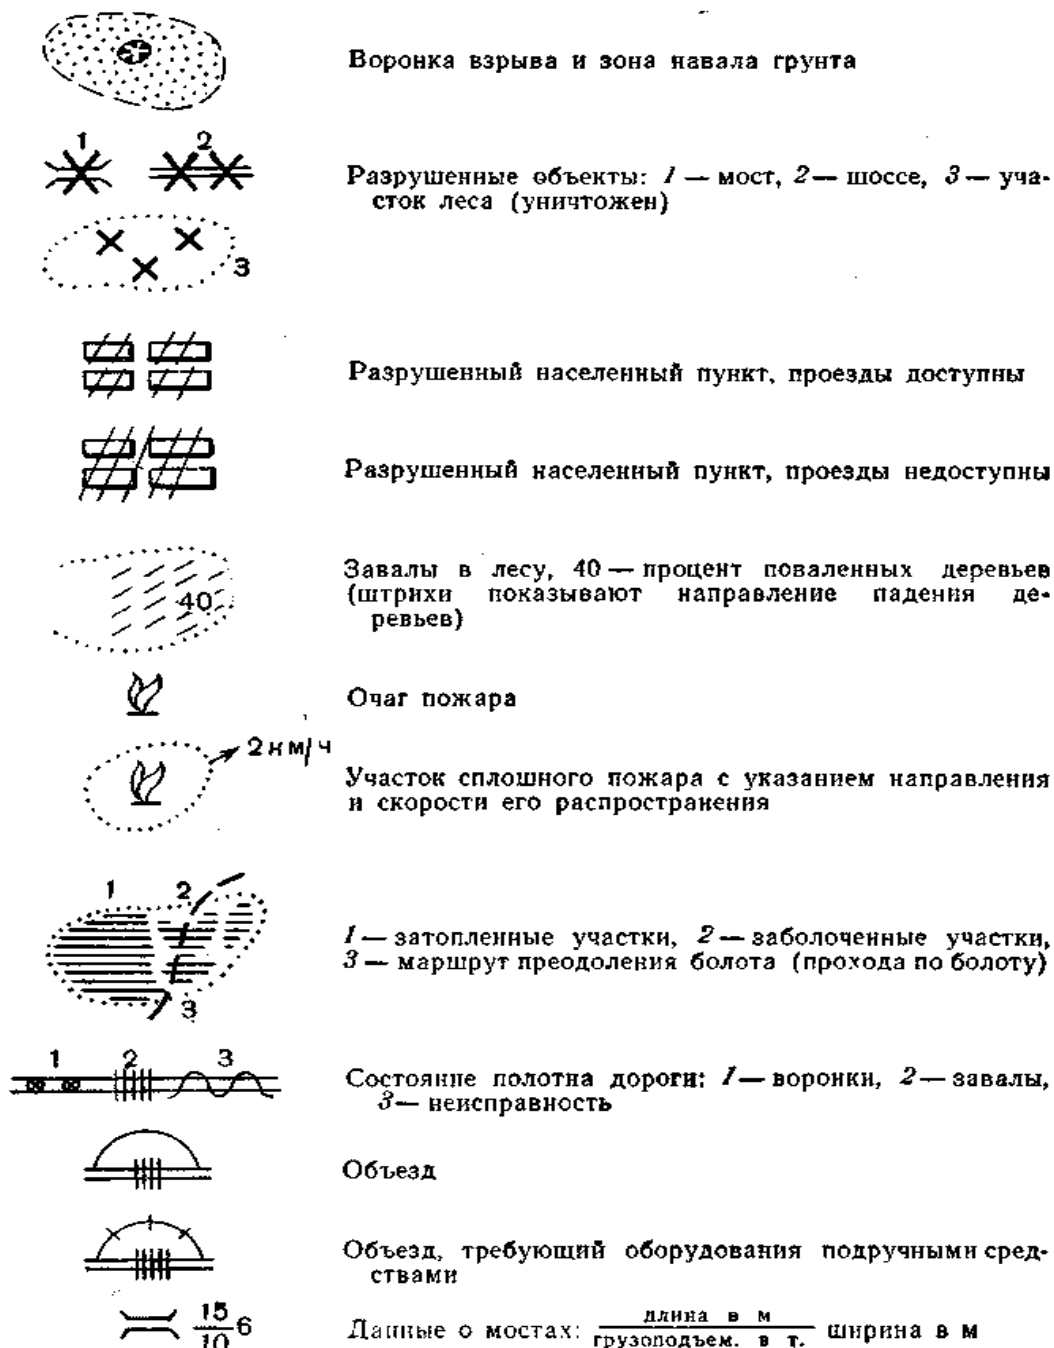 Воронка взрыва и зона навала грунта
1 2
Разрушенные объекты: 1 — мост, 2 — шоссе, 3 — уча-
сток леса (уничтожен)
3
Разрушенный населенный пункт, проезды доступны
Разрушенный населенный пункт, проезды недоступны
Завалы в лесу, 40 — процент поваленных деревьев
(штрихи показывают направление падения де-
ревьев)
40
Очаг пожара
2км/ч
Участок сплошного пожара с указанием направления
и скорости его распространения
1 2
1 — затопленные участки, 2 — заболоченные участки,
3 — маршрут преодоления болота (прохода по болоту)
3
1 2 3
Состояние полотна дороги: 1 — воронки, 2 — завалы,
3 — неисправность
Объезд
Объезд, требующий оборудования подручными сред-
ствами
15
10 6
Данные о мостах: длина в м
грузоподъем. в т. ширина в м